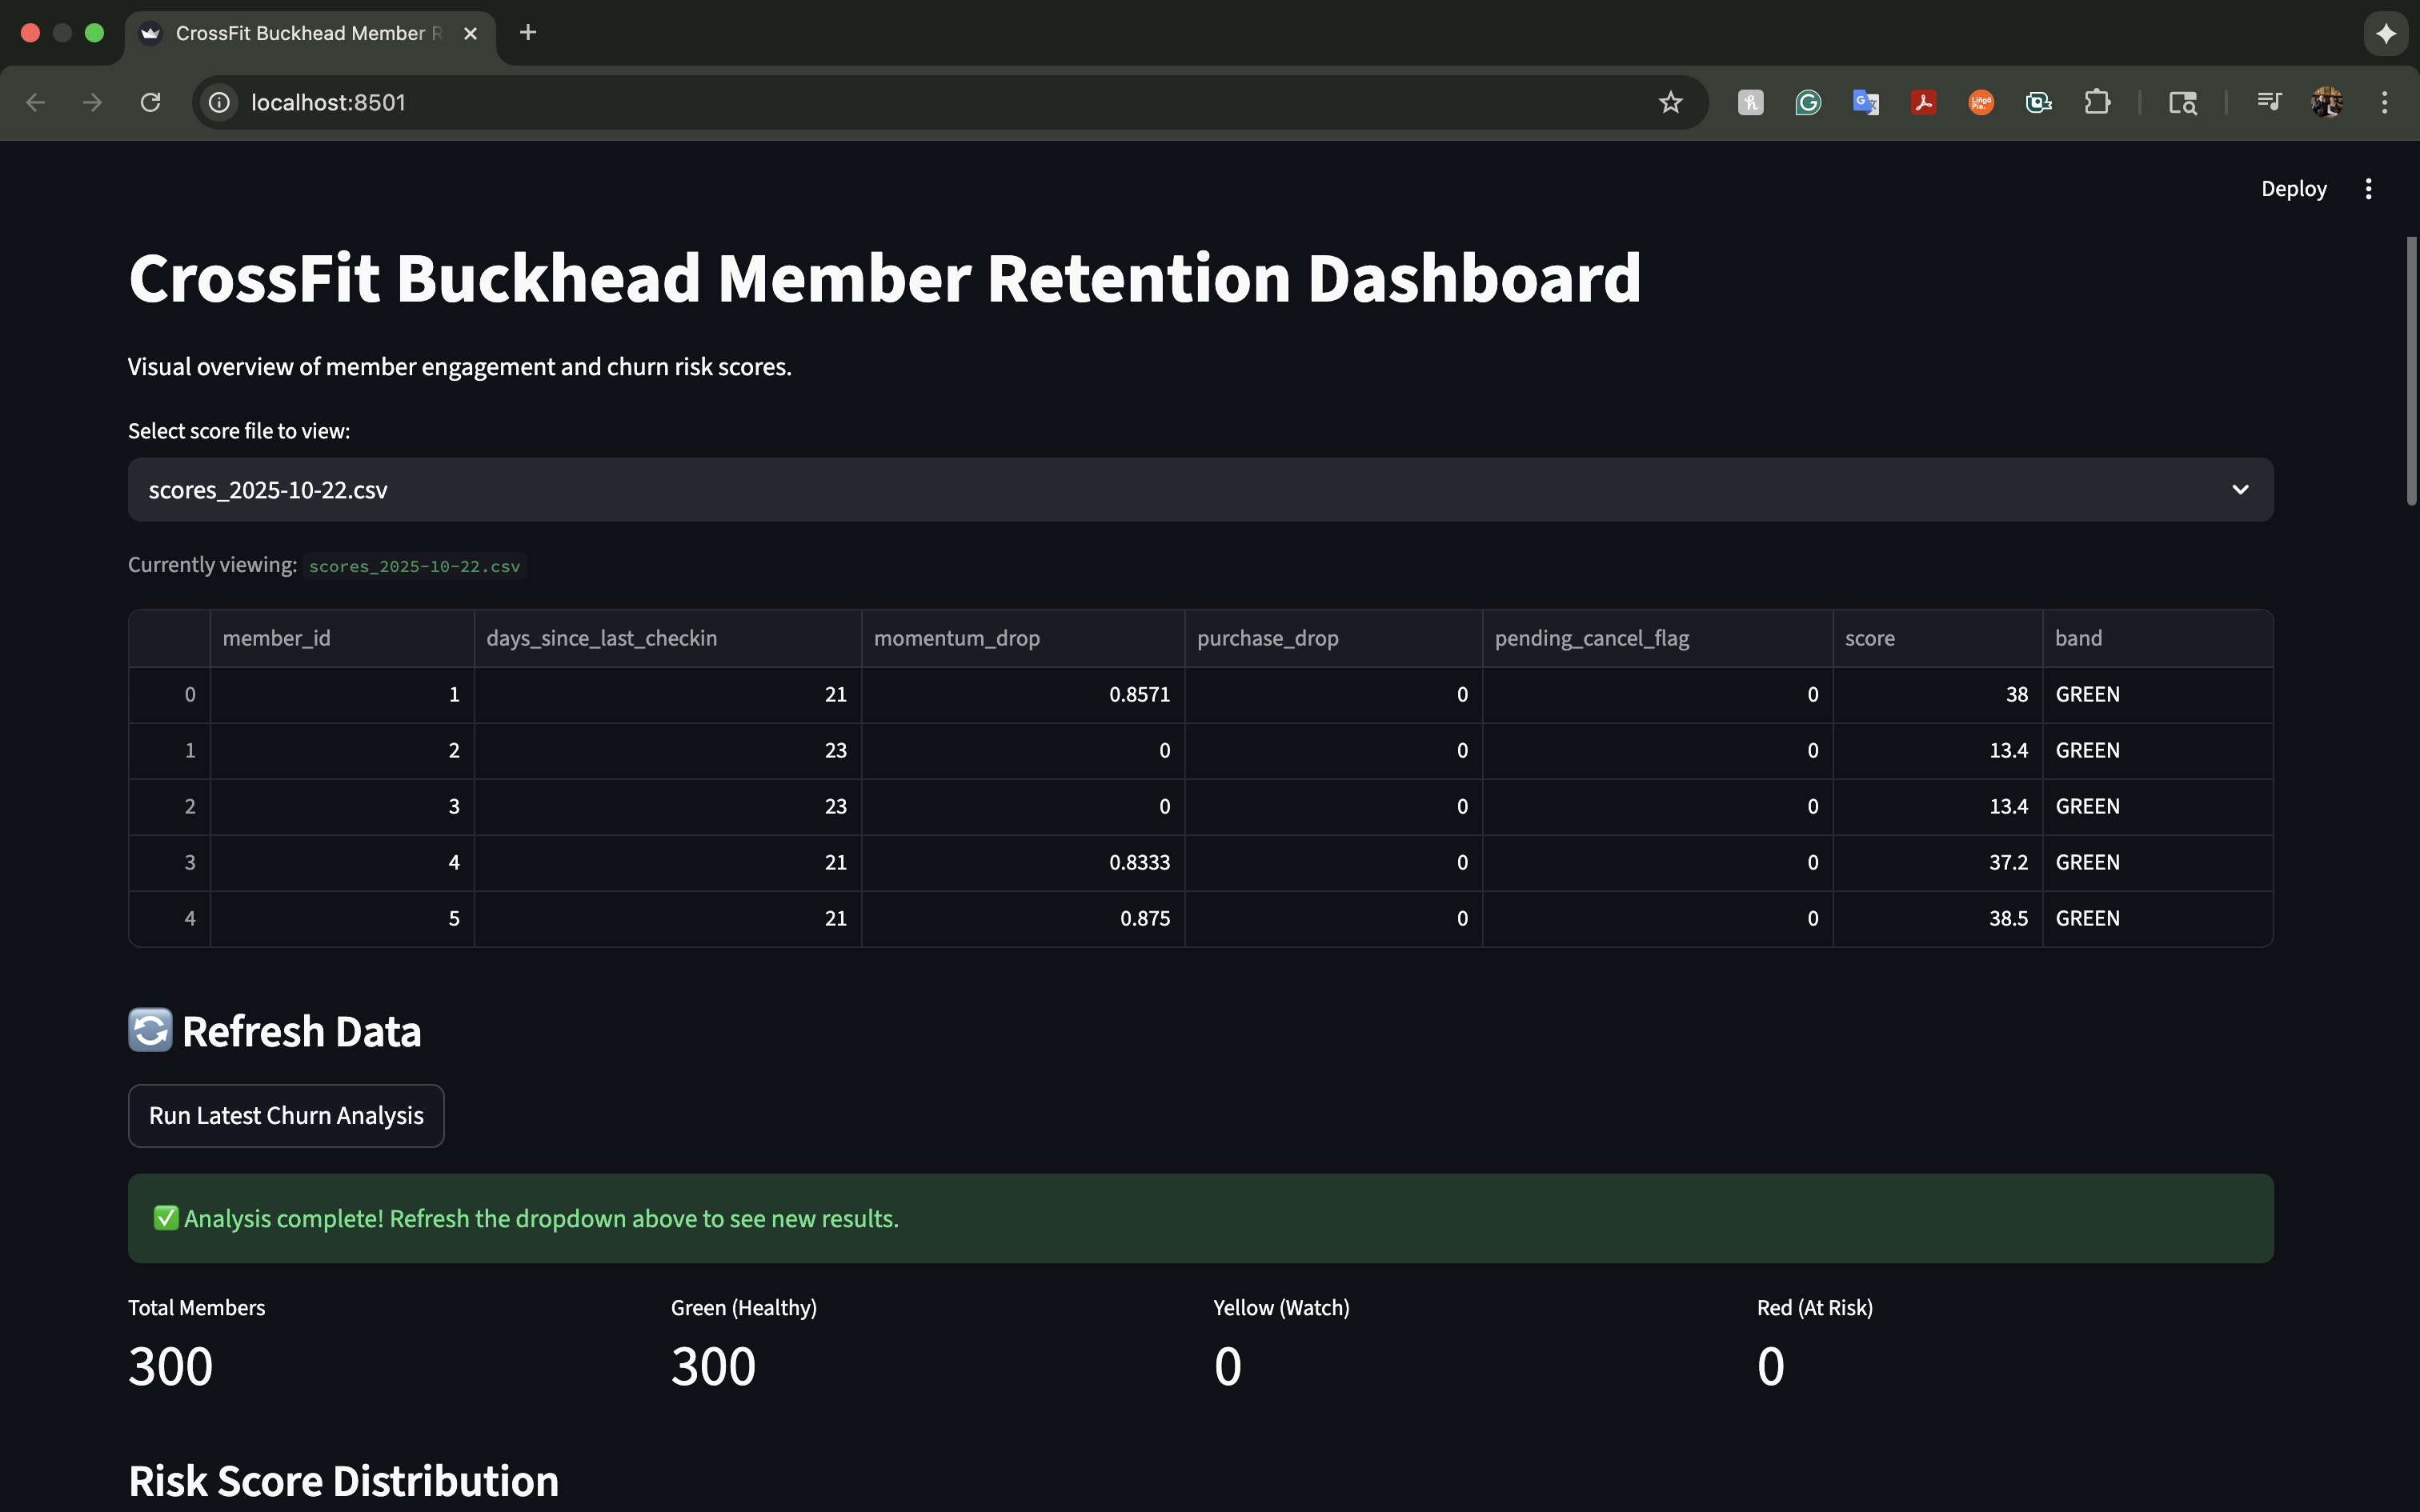 CrossFit Buckhead Member R
localhost:8501
Deploy
CrossFit Buckhead Member Retention Dashboard
Visual overview of member engagement and churn risk scores.
Select score file to view:
scores_2025-10-22.csv
Currently viewing: scores_2025-10-22.csv
member_id days_since_last_checkin momentum_drop purchase_drop pending_cancel_flag score band
0 1 21 0.8571 0 0 38 GREEN
1 2 23 0 0 0 13.4 GREEN
2 3 23 0 0 0 13.4 GREEN
3 4 21 0.8333 0 0 37.2 GREEN
4 5 21 0.875 0 0 38.5 GREEN
🔄 Refresh Data
Run Latest Churn Analysis
✅ Analysis complete! Refresh the dropdown above to see new results.
Total Members Green (Healthy) Yellow (Watch) Red (At Risk)
300 300 0 0
Risk Score Distribution